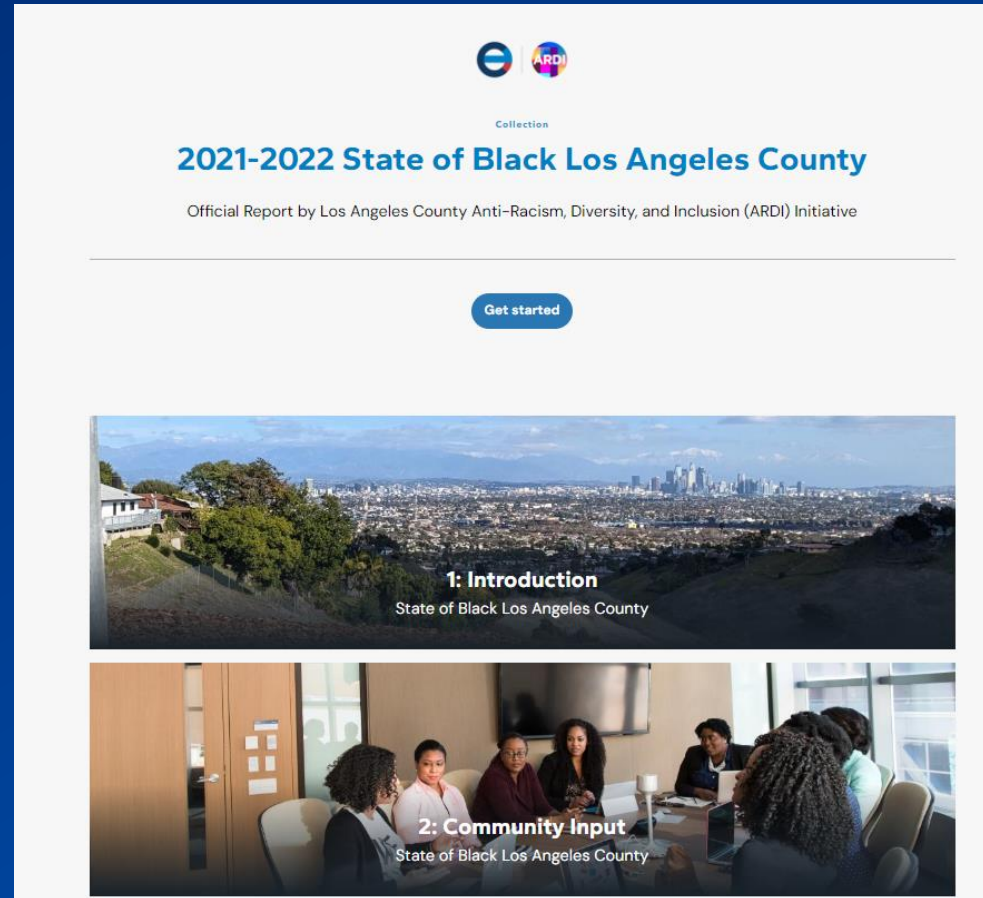 ARDI
Collection
2021-2022 State of Black Los Angeles County
Official Report by Los Angeles County Anti-Racism, Diversity, and Inclusion (ARDI) Initiative
Get started
1: Introduction
State of Black Los Angeles County
2: Community Input
State of Black Los Angeles County